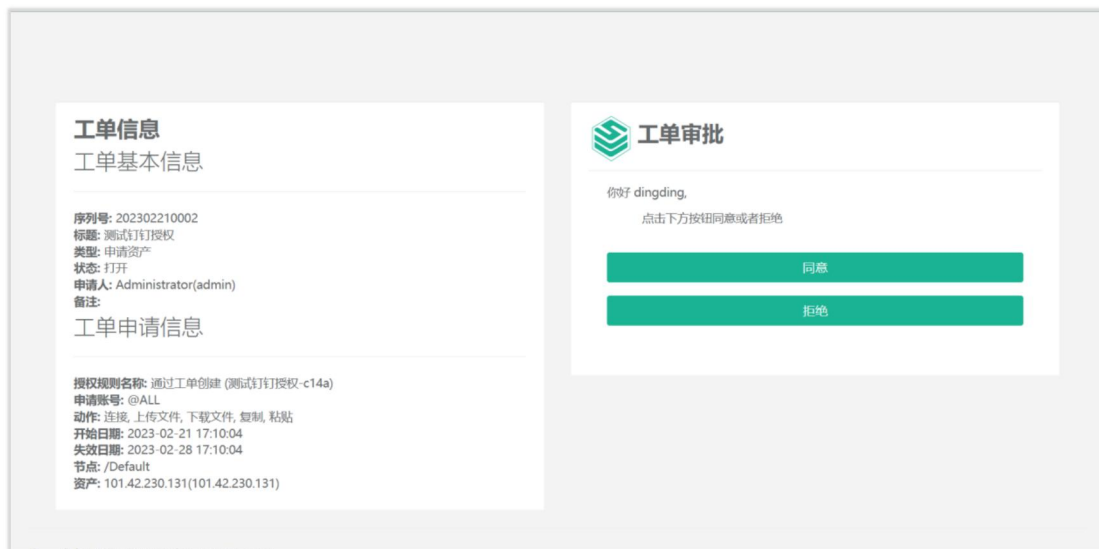 工单信息
工单基本信息
序列号: 202302210002
标题: 测试钉钉授权
类型: 申请资产
状态: 打开
申请人: Administrator(admin)
备注:
工单申请信息
授权规则名称: 通过工单创建 (测试钉钉授权-c14a)
申请账号: @ALL
动作: 连接, 上传文件, 下载文件, 复制, 粘贴
开始日期: 2023-02-21 17:10:04
失效日期: 2023-02-28 17:10:04
节点: /Default
资产: 101.42.230.131(101.42.230.131)
工单审批
你好 dingding,
点击下方按钮同意或者拒绝
同意
拒绝